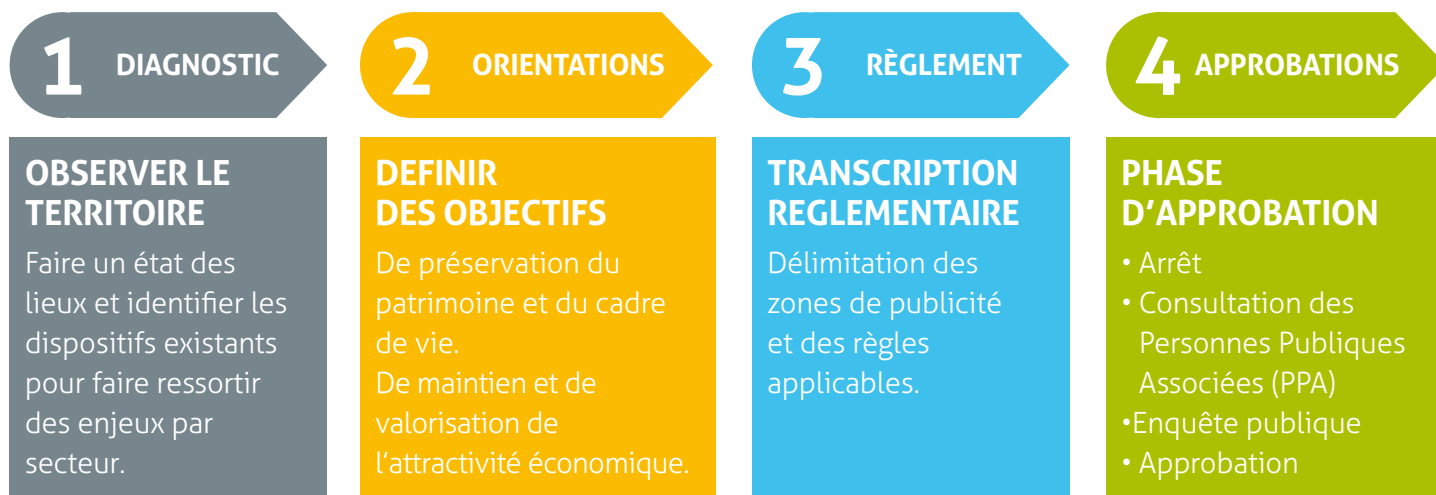 1 DIAGNOSTIC
OBSERVER LE
TERRITOIRE
Faire un état des
lieux et identifier les
dispositifs existants
pour faire ressortir
des enjeux par
secteur.
2 ORIENTATIONS
DEFINIR
DES OBJECTIFS
De préservation du
patrimoine et du cadre
de vie.
De maintien et de
valorisation de
l’attractivité économique.
3 RÈGLEMENT
TRANSCRIPTION
REGLEMENTAIRE
Délimitation des
zones de publicité
et des règles
applicables.
4 APPROBATIONS
PHASE
D’APPROBATION
• Arrêt
• Consultation des
Personnes Publiques
Associées (PPA)
•Enquête publique
• Approbation